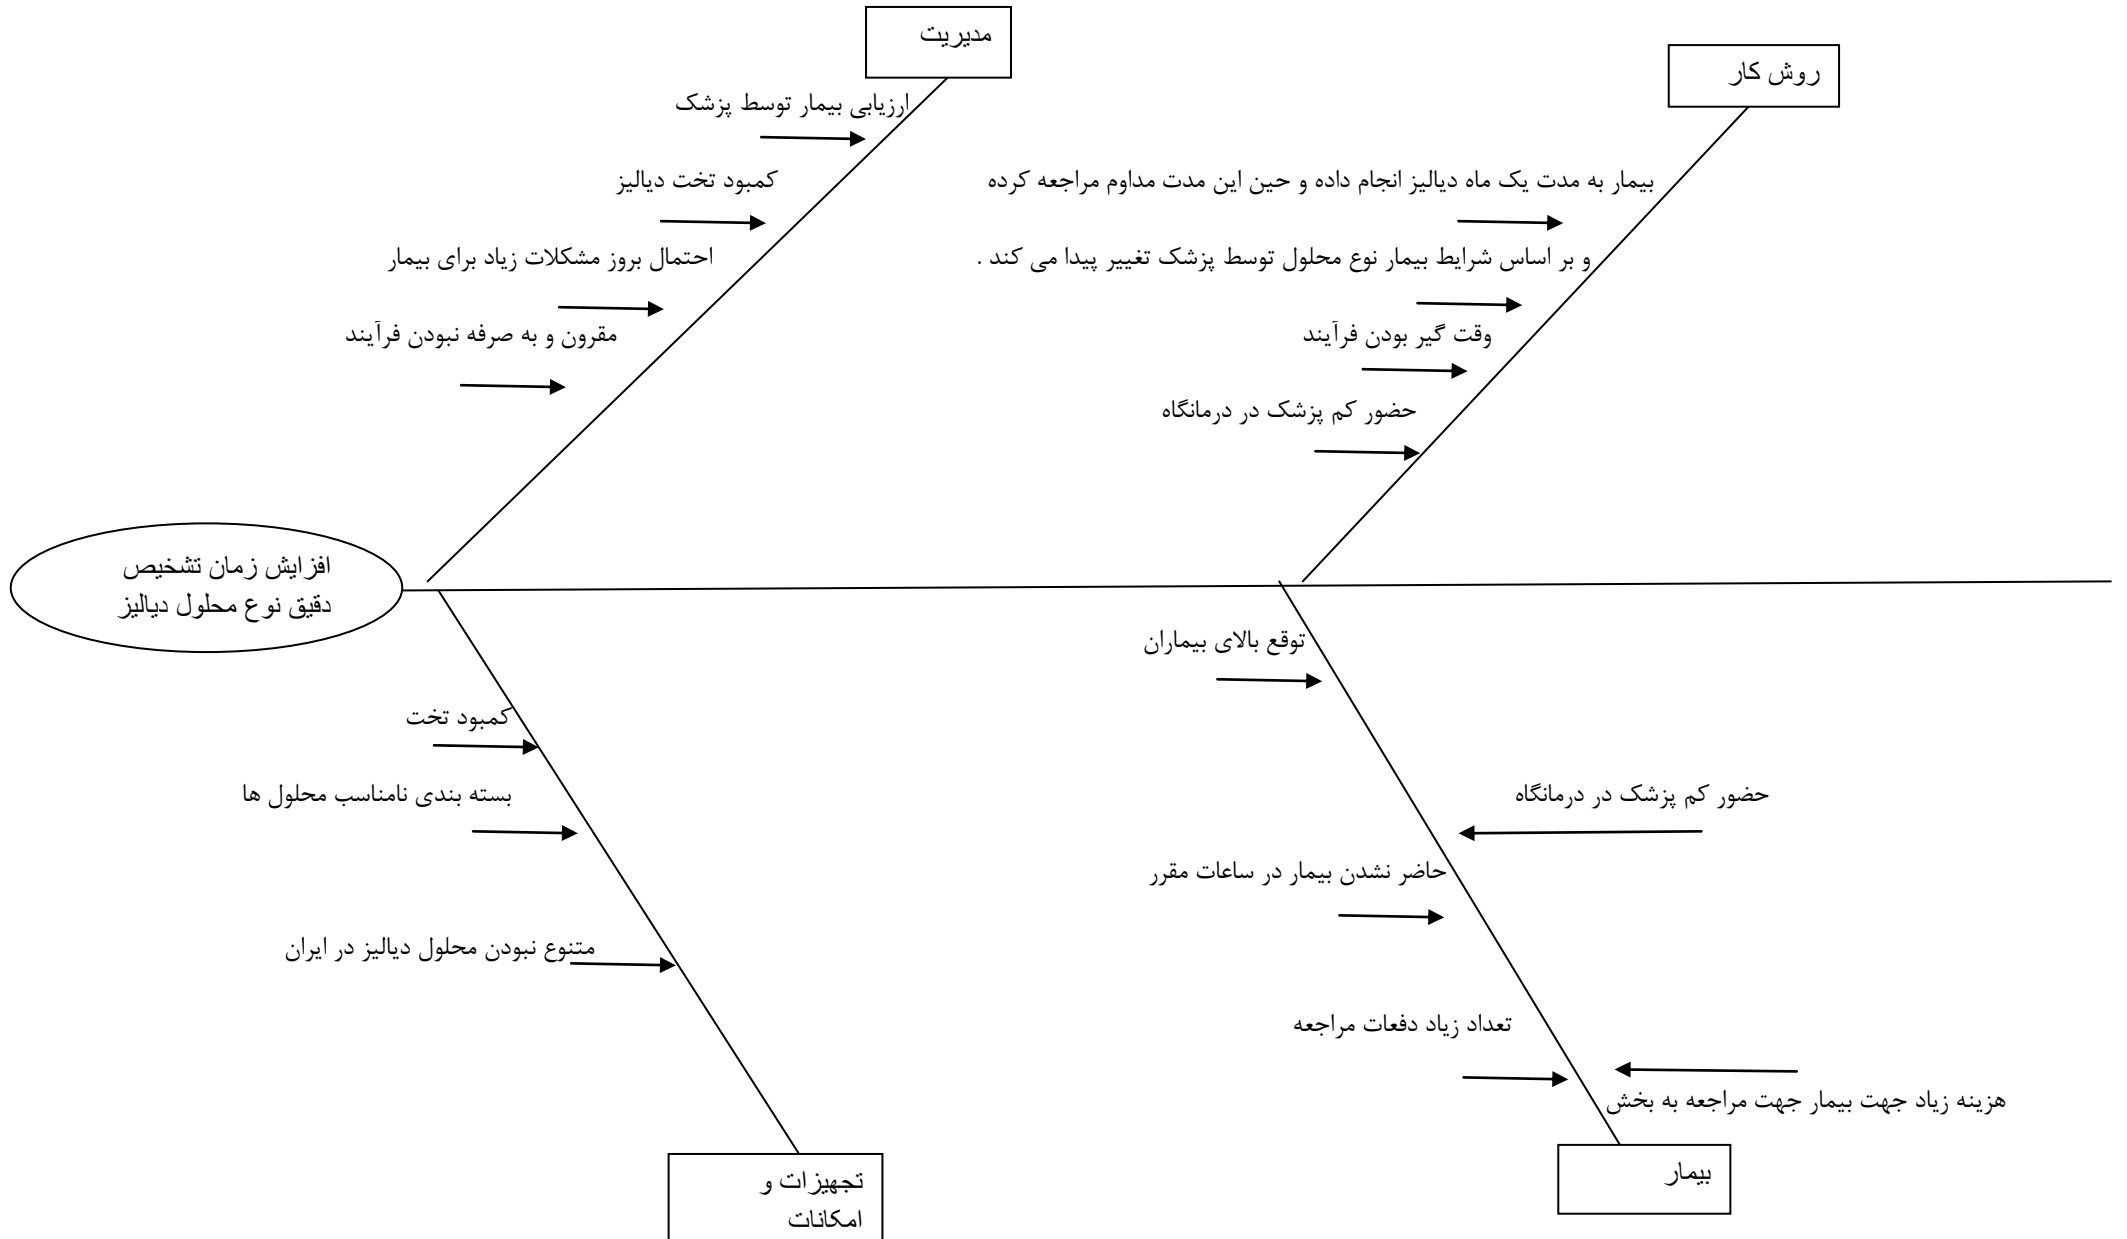 مدیریت
روش کار
ارزیابی بیمار توسط پزشک
کمبود تخت دیالیز
بیمار به مدت یک ماه دیالیز انجام داده و حین این مدت مداوم مراجعه کرده
احتمال بروز مشکلات زیاد برای بیمار
و بر اساس شرایط بیمار نوع محلول توسط پزشک تغییر پیدا می کند .
مقرون و به صرفه نبودن فرآیند
وقت گیر بودن فرآیند
حضور کم پزشک در درمانگاه
افزایش زمان تشخیص
دقیق نوع محلول دیالیز
توقع بالای بیماران
کمبود تخت
بسته بندی نامناسب محلول ها
حضور کم پزشک در درمانگاه
حاضر نشدن بیمار در ساعات مقرر
متنوع نبودن محلول دیالیز در ایران
تعداد زیاد دفعات مراجعه
هزینه زیاد جهت بیمار جهت مراجعه به بخش
بیمار
تجهیزات و
امکانات